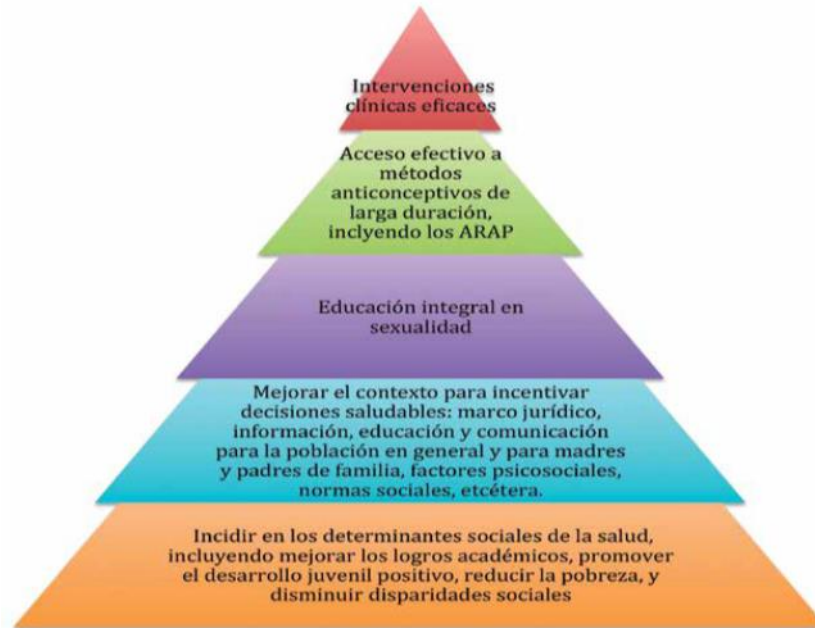 Intervenciones
clínicas eficaces
Acceso efectivo a
métodos
anticonceptivos de
larga duración,
inclyendo los ARAP
Educación integral en
sexualidad
Mejorar el contexto para incentivar
decisiones saludables: marco jurídico,
información, educación y comunicación
para la población en general y para madres
y padres de familia, factores psicosociales,
normas sociales, etcétera.
Incidir en los determinantes sociales de la salud,
incluyendo mejorar los logros académicos, promover
el desarrollo juvenil positivo, reducir la pobreza, y
disminuir disparidades sociales